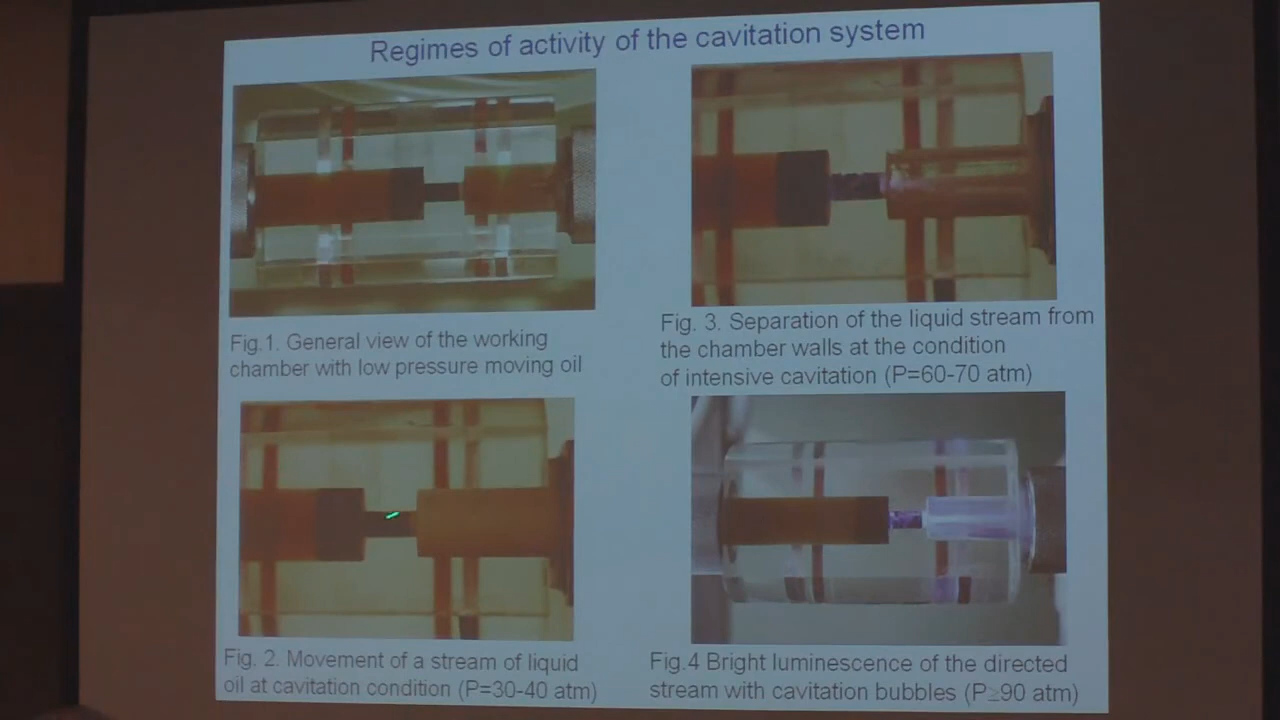 Regimes of activity of the cavitation system
Fig.1. General view of the working
chamber with low pressure moving oil
Fig. 3. Separation of the liquid stream from
the chamber walls at the condition
of intensive cavitation (P=60-70 atm)
Fig. 2. Movement of a stream of liquid
oil at cavitation condition (P=30-40 atm)
Fig.4 Bright luminescence of the directed
stream with cavitation bubbles (P≥90 atm)